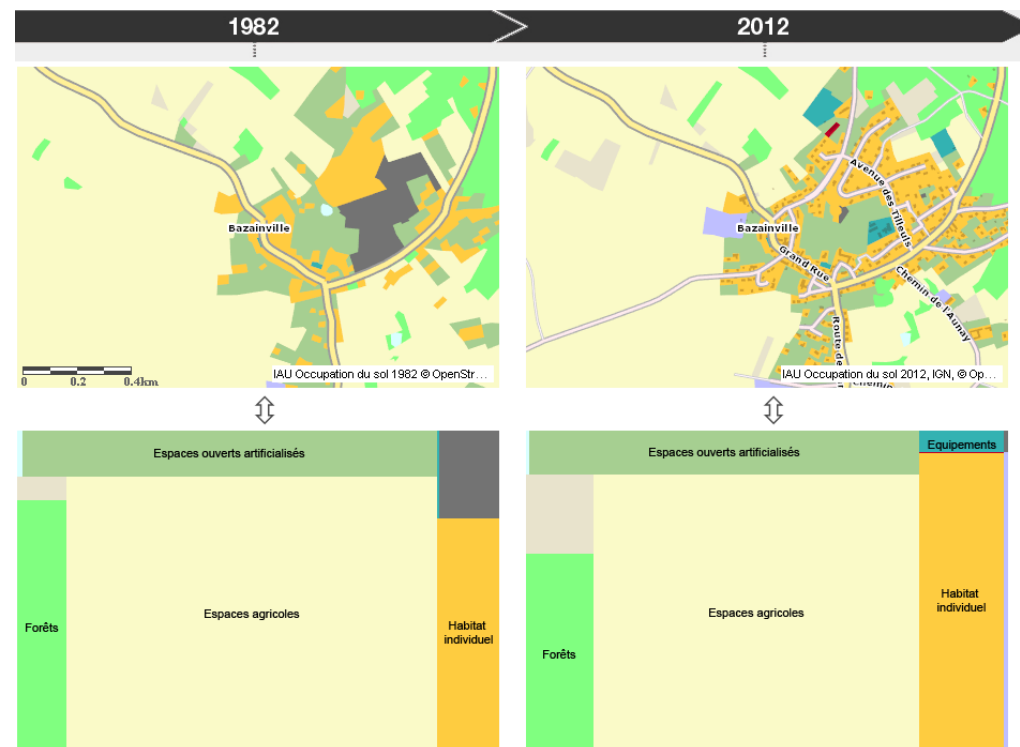 1982
2012
Bazainville
0 0.2 0.4km
IAU Occupation du sol 1982 © OpenStr...
Avenue des Tilleuls
Bazainville
Grand Rue
Chemin de l'Aunay
Route de
Chemin
IAU Occupation du sol 2012, IGN, © Op...
Espaces ouverts artificialisés
Forêts
Espaces agricoles
Habitat
individuel
Espaces ouverts artificialisés
Equipements
Forêts
Espaces agricoles
Habitat
individuel